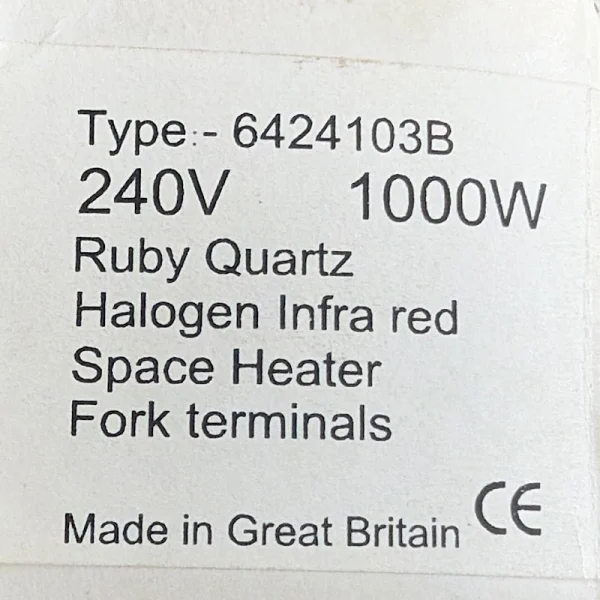 Type:- 6424103B
240V 1000W
Ruby Quartz
Halogen Infra red
Space Heater
Fork terminals
Made in Great Britain CE